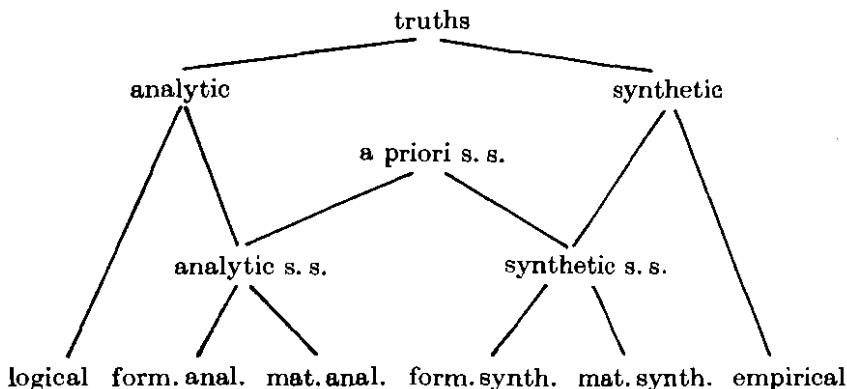 truths
analytic synthetic
a priori s. s.
analytic s. s. synthetic s. s.
logical form. anal. mat. anal. form. synth. mat. synth. empirical